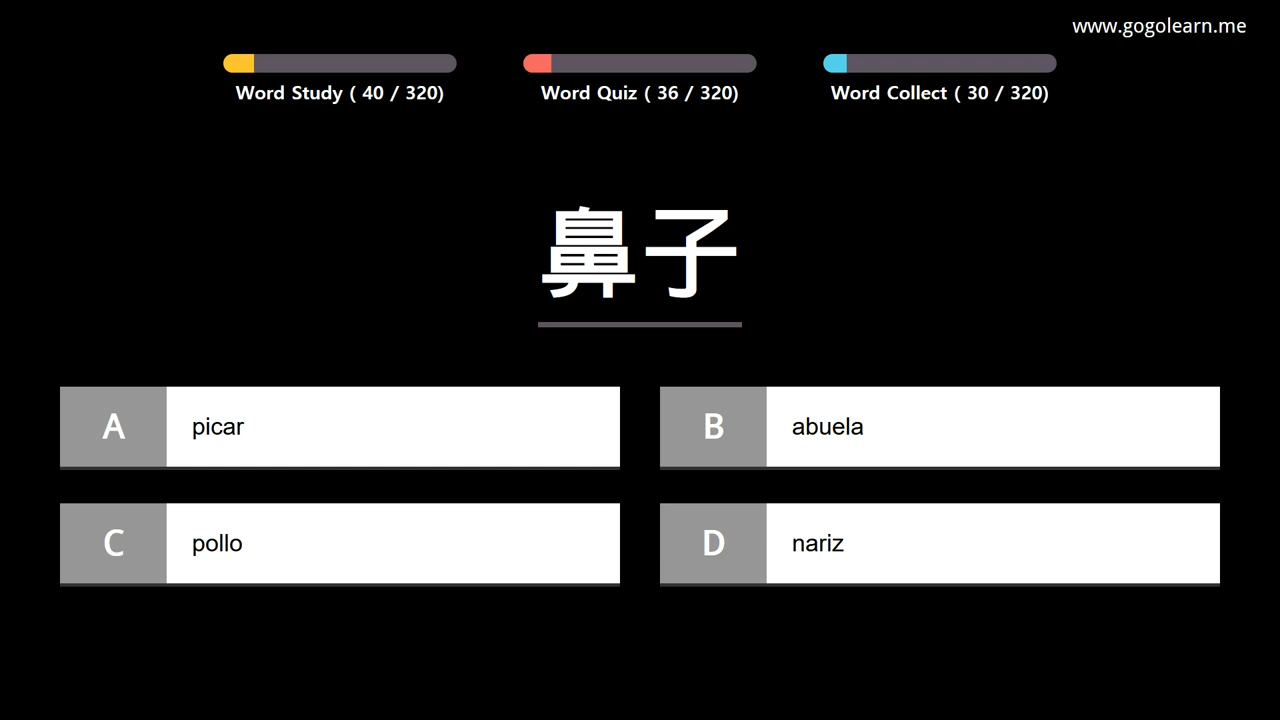 www.gogolearn.me
Word Study ( 40 / 320)
Word Quiz ( 36 / 320)
Word Collect ( 30 / 320)
鼻子
A picar
B abuela
C pollo
D nariz